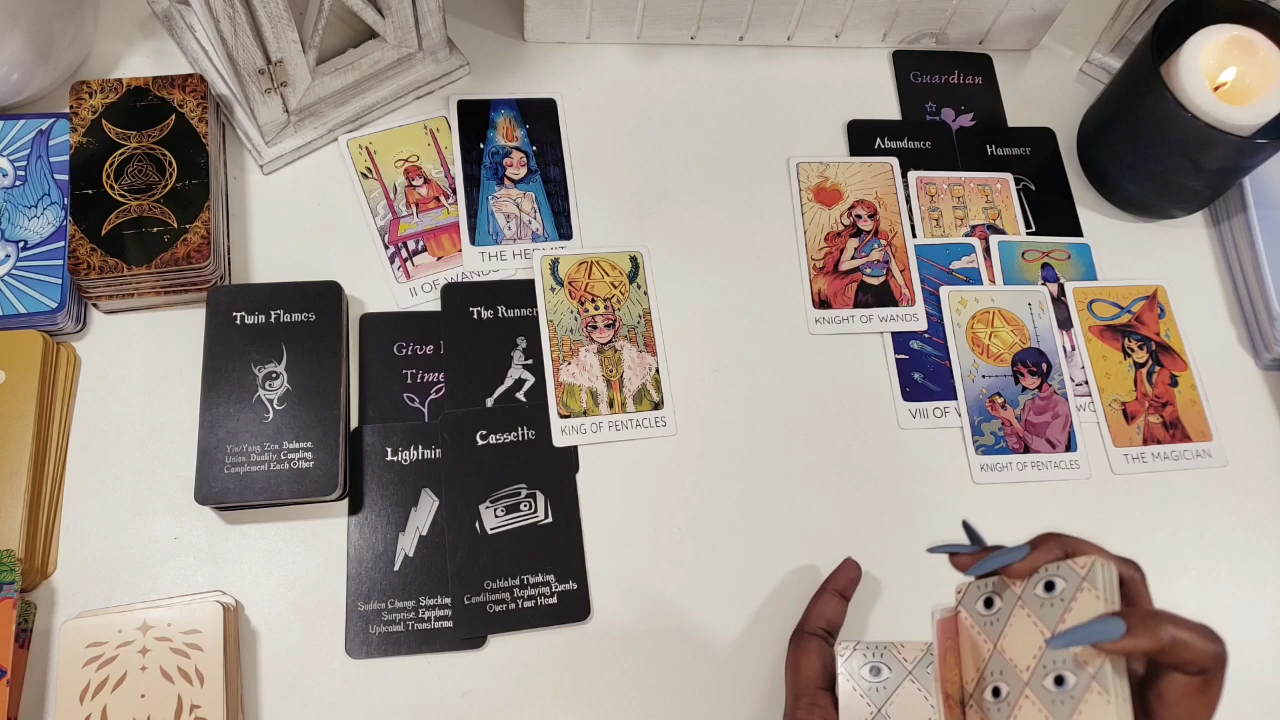 Twin Flames
Yin/Yang, Zen, Balance,
Union, Duality, Coupling,
Complement Each Other
II OF WANDS
THE HERMIT
Give
Time
The Runner
KING OF PENTACLES
Lightnin
Sudden Change, Shocking
Surprise, Epiphany
Upheaval, Transforma
Cassette
Outdated Thinking,
Conditioning, Replaying Events
Over in Your Head
Guardian
Abundance
Hammer
KNIGHT OF WANDS
VIII OF
KNIGHT OF PENTACLES
THE MAGICIAN